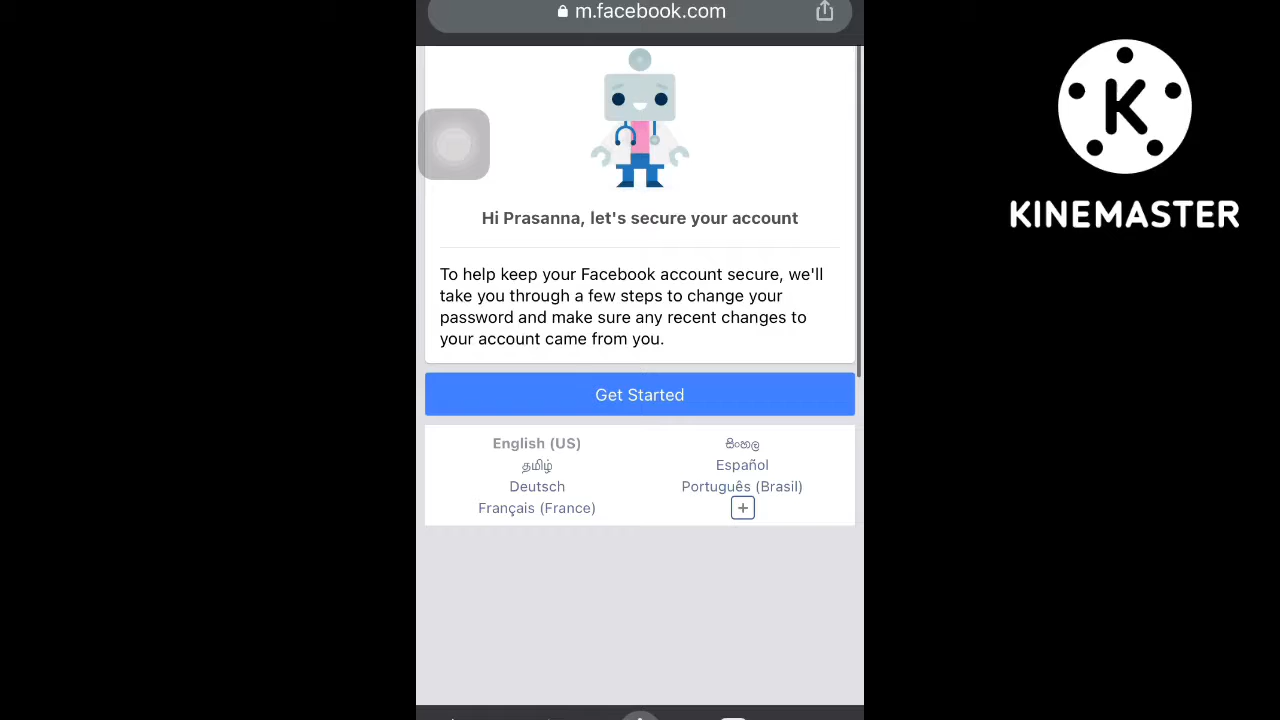 m.facebook.com
K
KINEMASTER
Hi Prasanna, let's secure your account
To help keep your Facebook account secure, we'll
take you through a few steps to change your
password and make sure any recent changes to
your account came from you.
Get Started
English (US)
සිංහල
தமிழ்
Español
Deutsch
Português (Brasil)
Français (France)
+